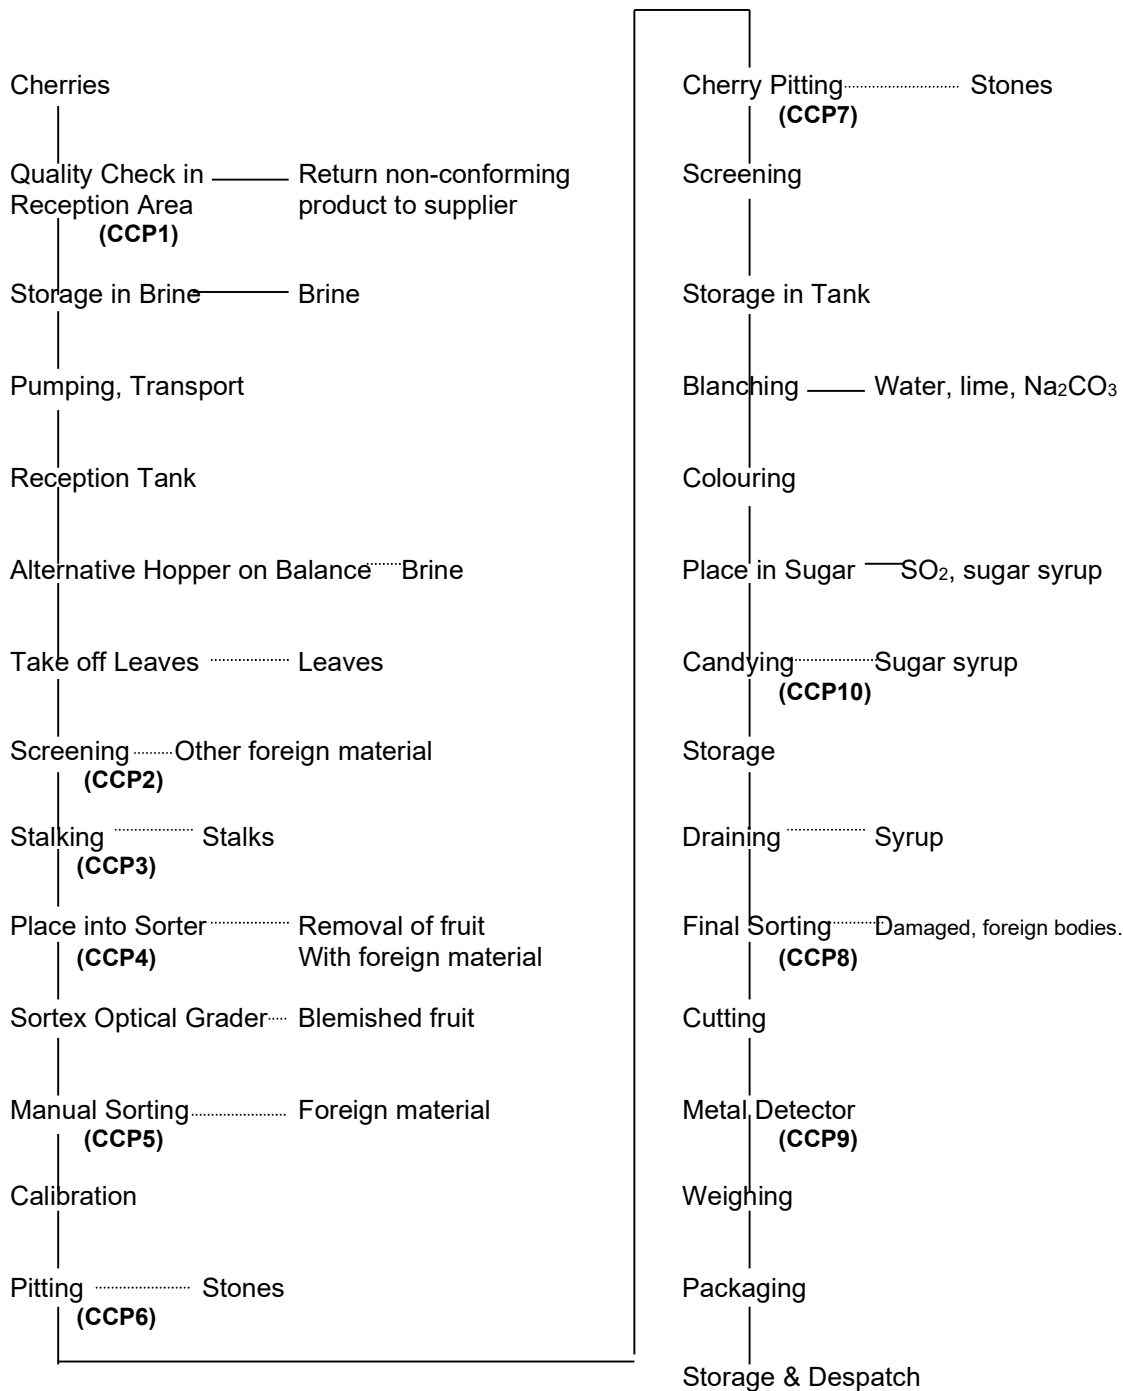 Cherries
Quality Check in Return non-conforming
Reception Area product to supplier
(CCP1)
Storage in Brine Brine
Pumping, Transport
Reception Tank
Alternative Hopper on Balance Brine
Take off Leaves Leaves
Screening Other foreign material
(CCP2)
Stalking Stalks
(CCP3)
Place into Sorter Removal of fruit
(CCP4) With foreign material
Sortex Optical Grader Blemished fruit
Manual Sorting Foreign material
(CCP5)
Calibration
Pitting Stones
(CCP6)
Cherry Pitting Stones
(CCP7)
Screening
Storage in Tank
Blanching Water, lime, Na₂CO₃
Colouring
Place in Sugar SO₂, sugar syrup
Candying Sugar syrup
(CCP10)
Storage
Draining Syrup
Final Sorting Damaged, foreign bodies.
(CCP8)
Cutting
Metal Detector
(CCP9)
Weighing
Packaging
Storage & Despatch